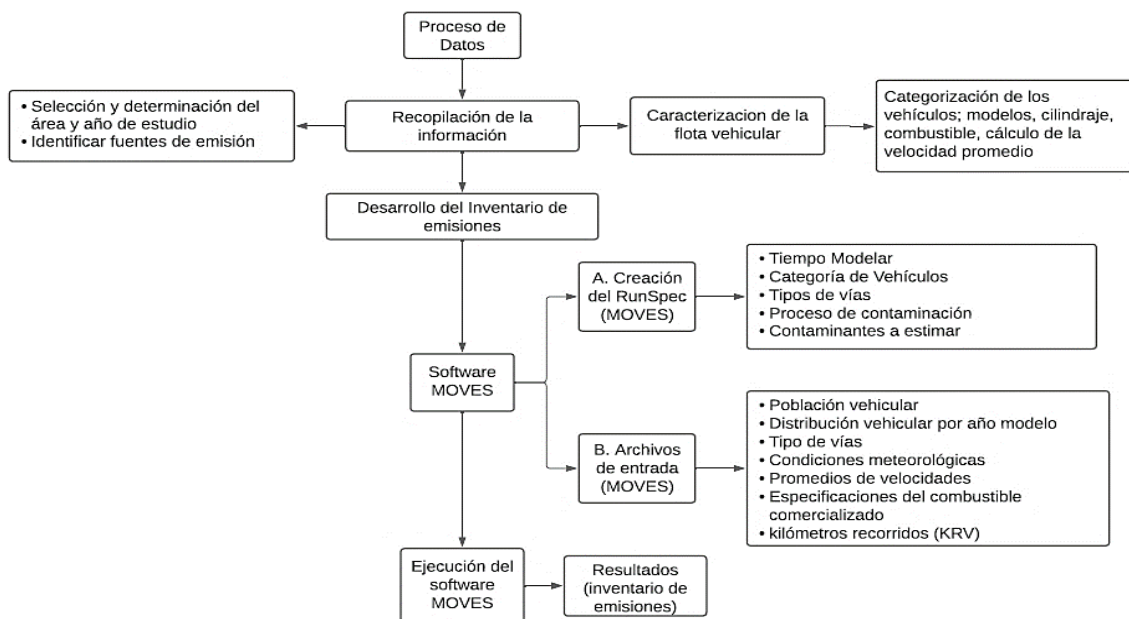 Proceso de
Datos
• Selección y determinación del
área y año de estudio
• Identificar fuentes de emisión
Recopilación de la
información
Caracterizacion de la
flota vehicular
Categorización de los
vehículos; modelos, cilindraje,
combustible, cálculo de la
velocidad promedio
Desarrollo del Inventario de
emisiones
A. Creación
del RunSpec
(MOVES)
• Tiempo Modelar
• Categoría de Vehículos
• Tipos de vías
• Proceso de contaminación
• Contaminantes a estimar
Software
MOVES
B. Archivos
de entrada
(MOVES)
• Población vehicular
• Distribución vehicular por año modelo
• Tipo de vías
• Condiciones meteorológicas
• Promedios de velocidades
• Especificaciones del combustible
comercializado
• kilómetros recorridos (KRV)
Ejecución del
software
MOVES
Resultados
(inventario de
emisiones)